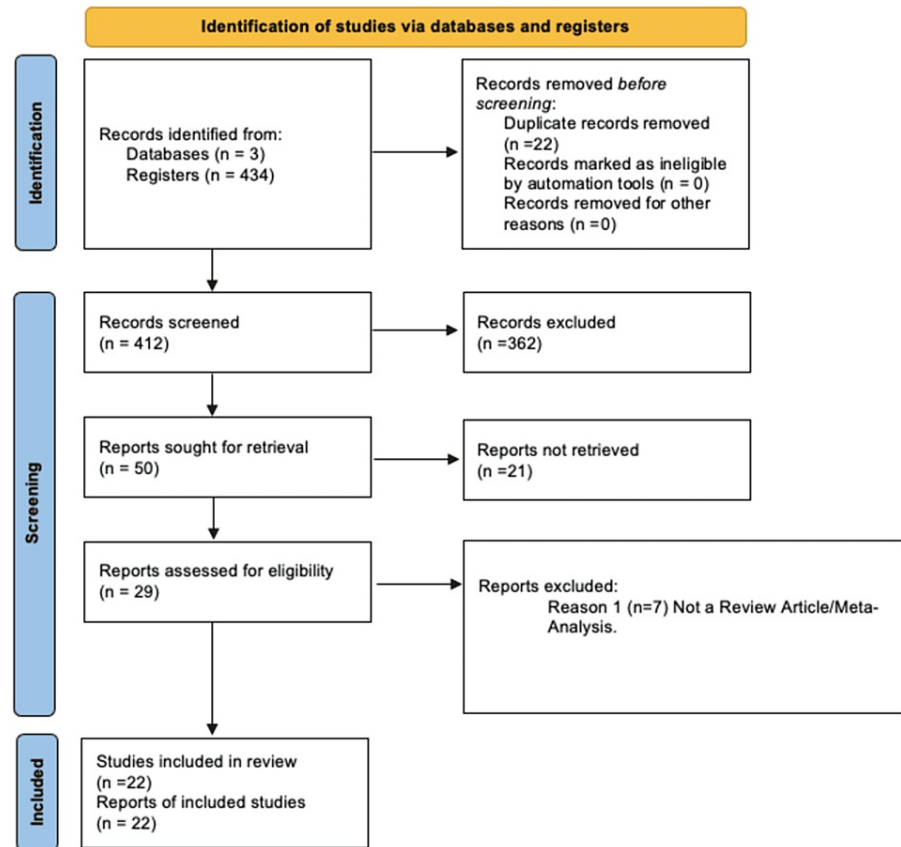 Identification of studies via databases and registers
Identification
Records identified from:
Databases (n = 3)
Registers (n = 434)
Records removed before
screening:
Duplicate records removed
(n =22)
Records marked as ineligible
by automation tools (n = 0)
Records removed for other
reasons (n =0)
Screening
Records screened
(n = 412)
Records excluded
(n =362)
Reports sought for retrieval
(n = 50)
Reports not retrieved
(n =21)
Reports assessed for eligibility
(n = 29)
Reports excluded:
Reason 1 (n=7) Not a Review Article/Meta-
Analysis.
Included
Studies included in review
(n =22)
Reports of included studies
(n = 22)